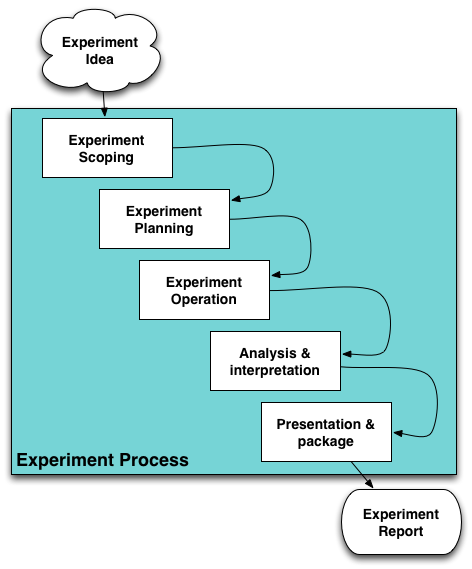 Experiment
Idea
Experiment
Scoping
Experiment
Planning
Experiment
Operation
Analysis &
interpretation
Presentation &
package
Experiment Process
Experiment
Report